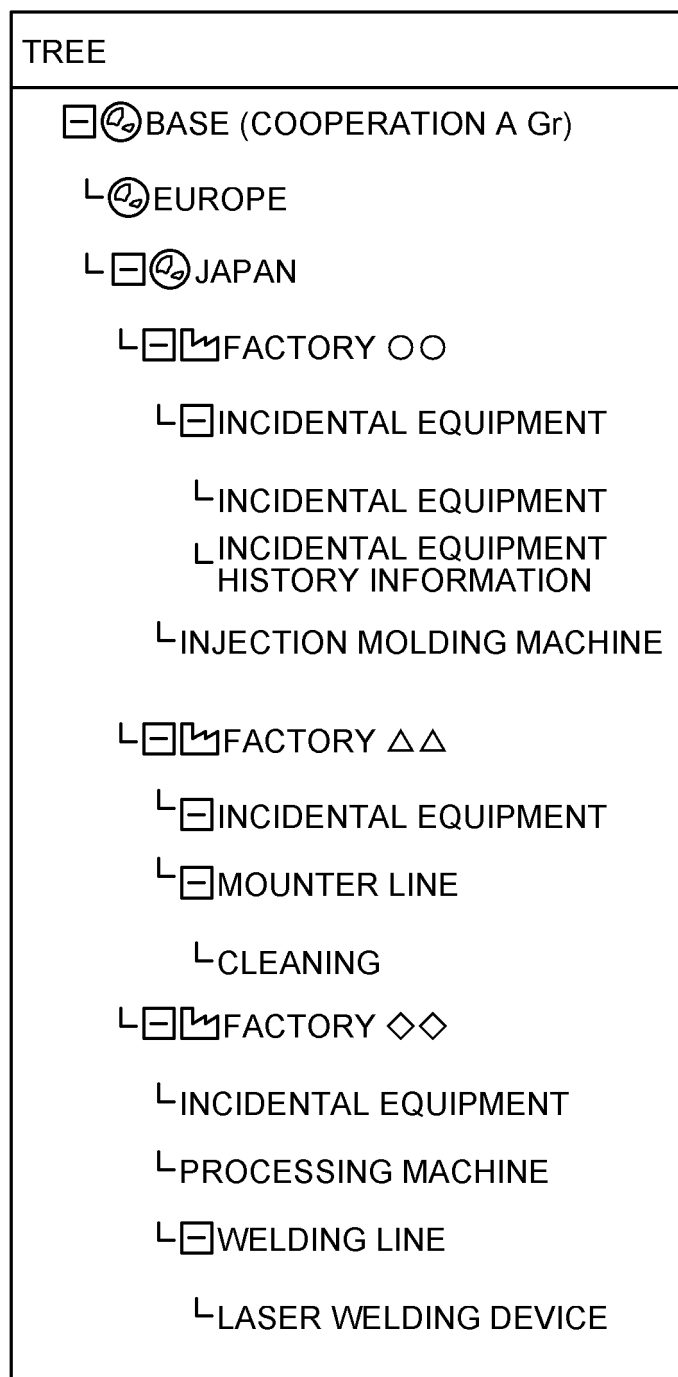 TREE
BASE (COOPERATION A Gr)
EUROPE
JAPAN
FACTORY ○○
INCIDENTAL EQUIPMENT
INCIDENTAL EQUIPMENT
INCIDENTAL EQUIPMENT
HISTORY INFORMATION
INJECTION MOLDING MACHINE
FACTORY △△
INCIDENTAL EQUIPMENT
MOUNTER LINE
CLEANING
FACTORY ◇◇
INCIDENTAL EQUIPMENT
PROCESSING MACHINE
WELDING LINE
LASER WELDING DEVICE